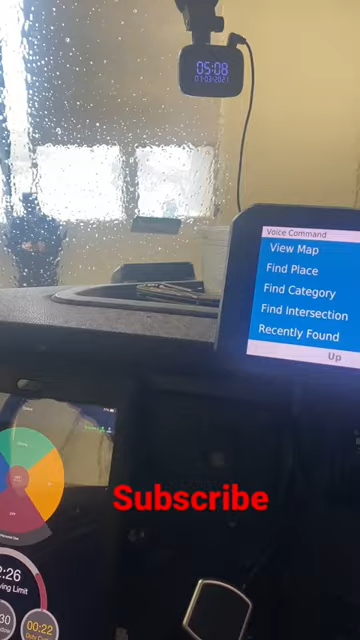 05:08
Voice Command
View Map
Find Place
Find Category
Find Intersection
Recently Found
Up
Subscribe
2:26
ving Limit
30
00:22